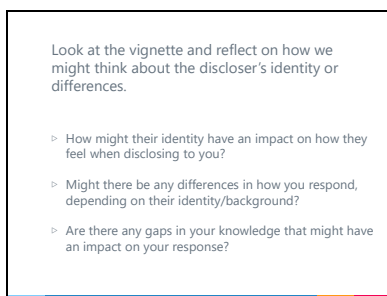 Look at the vignette and reflect on how we
might think about the discloser's identity or
differences.
▹ How might their identity have an impact on how they
feel when disclosing to you?
▹ Might there be any differences in how you respond,
depending on their identity/background?
▹ Are there any gaps in your knowledge that might have
an impact on your response?